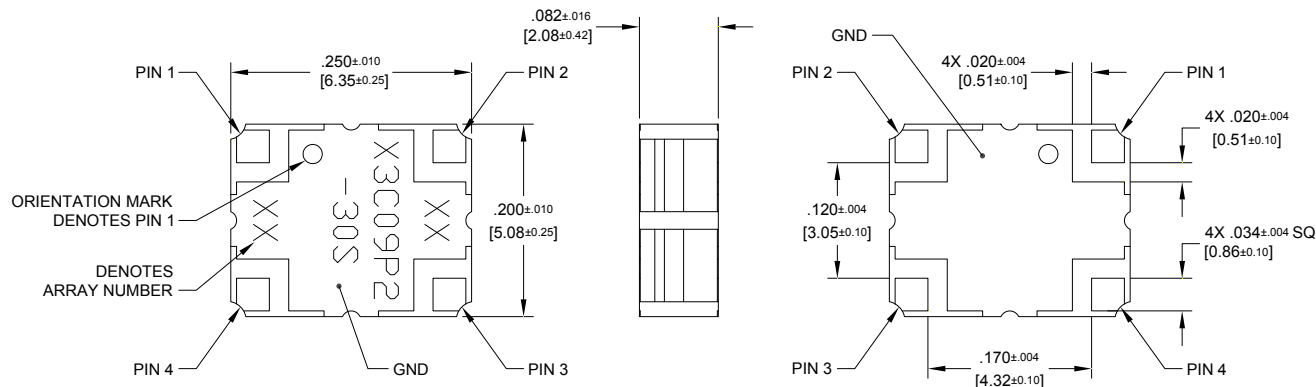 .082±.016
[2.08±0.42]
.250±.010
[6.35±0.25]
PIN 1
PIN 2
ORIENTATION MARK
DENOTES PIN 1
DENOTES
ARRAY NUMBER
XX
X3C09P2
-30S
XX
.200±.010
[5.08±0.25]
PIN 4
GND
PIN 3
GND
4X .020±.004
[0.51±0.10]
PIN 2
PIN 1
4X .020±.004
[0.51±0.10]
.120±.004
[3.05±0.10]
4X .034±.004 SQ
[0.86±0.10]
PIN 3
.170±.004
[4.32±0.10]
PIN 4